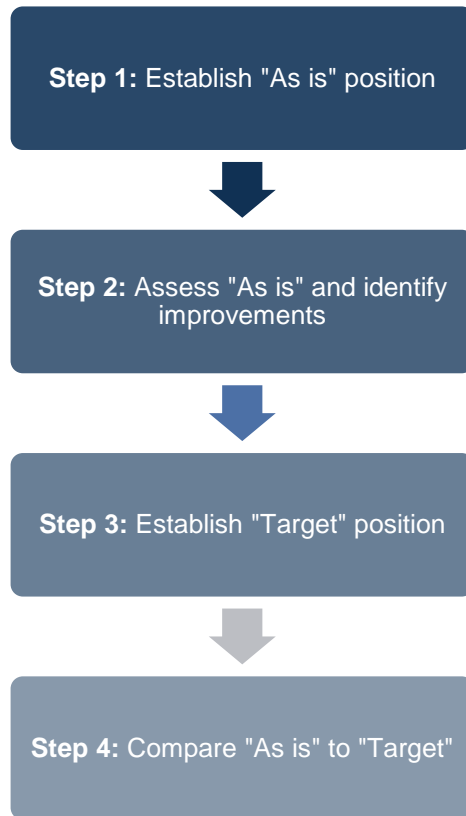 Step 1: Establish "As is" position
Step 2: Assess "As is" and identify
improvements
Step 3: Establish "Target" position
Step 4: Compare "As is" to "Target"